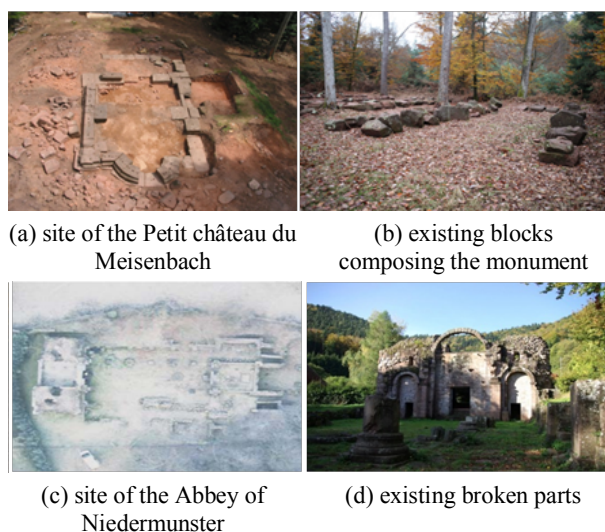 (a) site of the Petit château du
Meisenbach
(b) existing blocks
composing the monument
(c) site of the Abbey of
Niedermunster
(d) existing broken parts